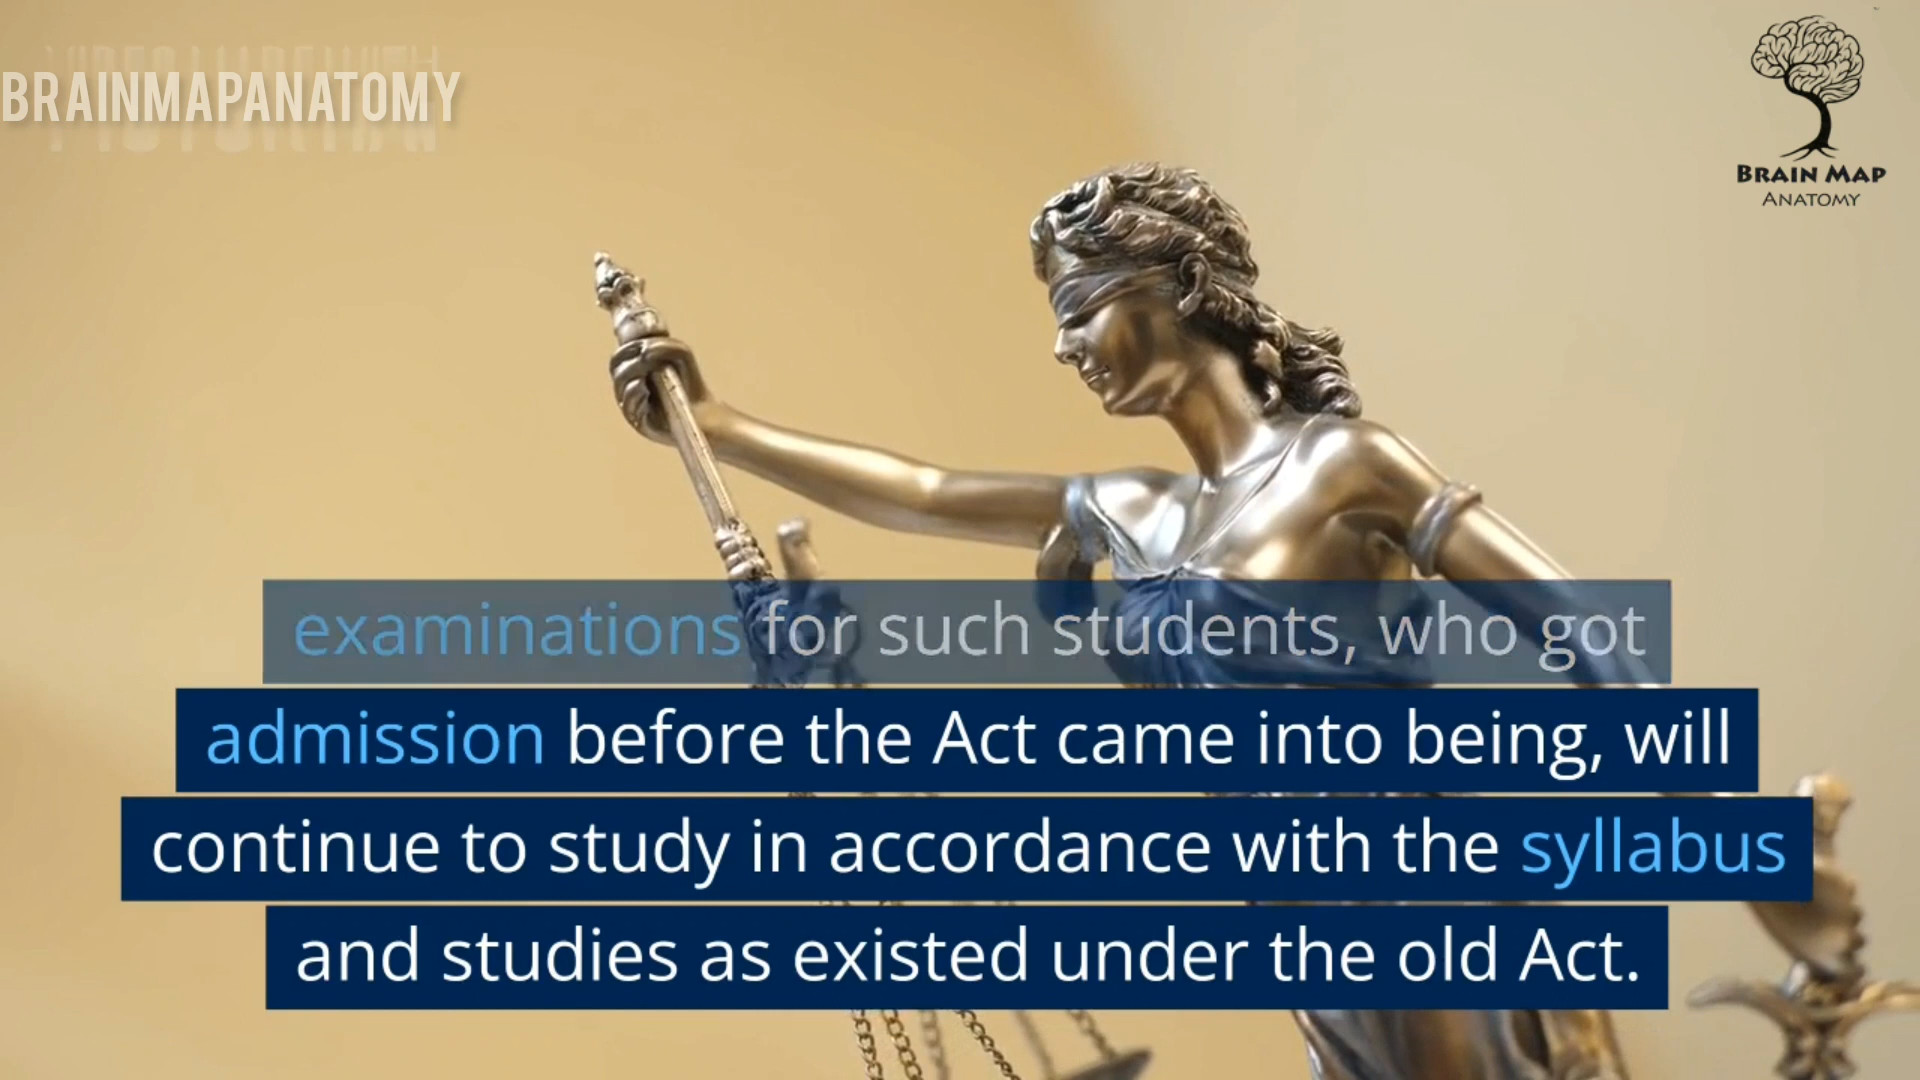 BRAINMAPANATOMY
BRAIN MAP
ANATOMY
examinations for such students, who got
admission before the Act came into being, will
continue to study in accordance with the syllabus
and studies as existed under the old Act.